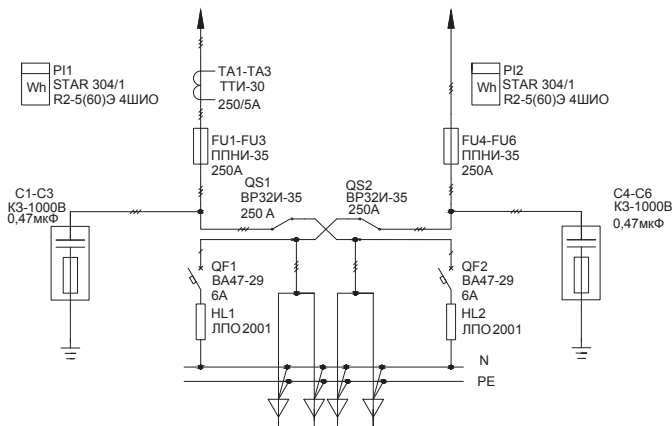 PI1
Wh
STAR 304/1
R2-5(60)Э 4ШИО
TA1-TA3
ТТИ-30
250/5А
PI2
Wh
STAR 304/1
R2-5(60)Э 4ШИО
FU1-FU3
ППНИ-35
250А
FU4-FU6
ППНИ-35
250А
C1-C3
К3-1000В
0,47мкФ
QS1
ВР32И-35
250 А
QS2
ВР32И-35
250А
C4-C6
К3-1000В
0,47мкФ
QF1
ВА47-29
6А
HL1
ЛПО 2001
QF2
ВА47-29
6А
HL2
ЛПО 2001
N
PE